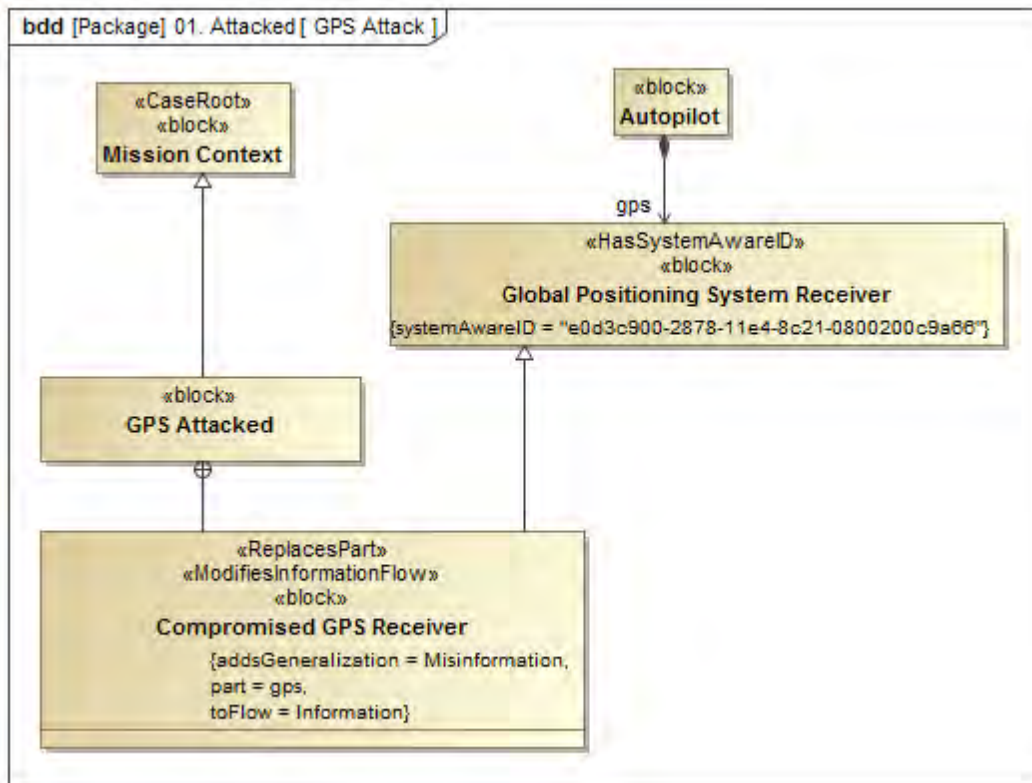 bdd [Package] 01. Attacked [ GPS Attack ]
«CaseRoot»
«block»
Mission Context
«block»
Autopilot
gps
«HasSystemAwareID»
«block»
Global Positioning System Receiver
{systemAwareID = "e0d3c900-2878-11e4-8c21-0800200c9a66"}
«block»
GPS Attacked
«ReplacesPart»
«ModifiesInformationFlow»
«block»
Compromised GPS Receiver
{addsGeneralization = Misinformation,
part = gps,
toFlow = Information}